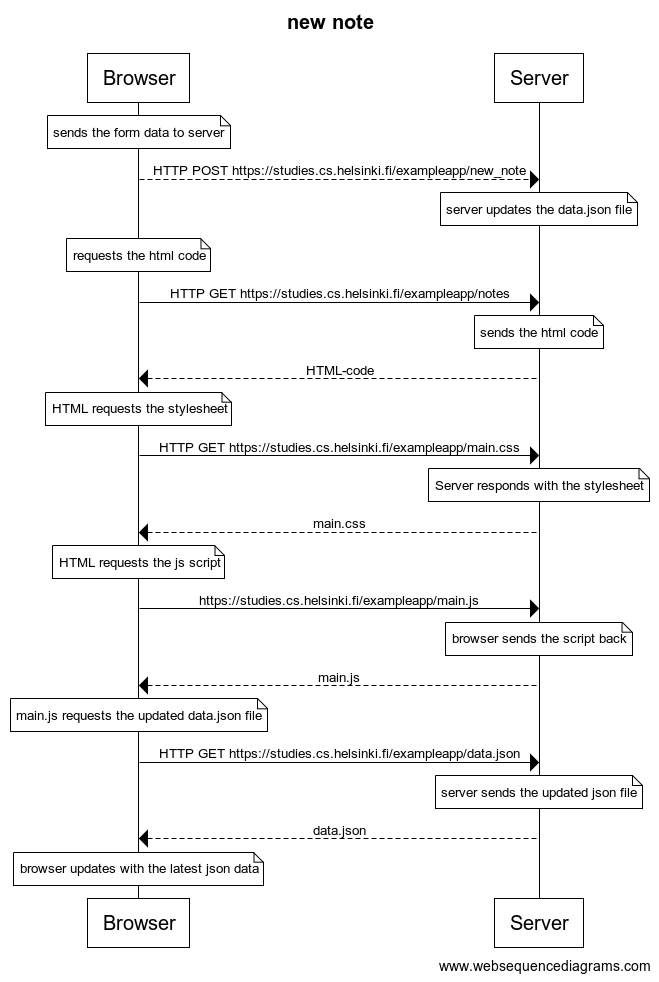 new note
Browser
Server
sends the form data to server
HTTP POST https://studies.cs.helsinki.fi/exampleapp/new_note
server updates the data.json file
requests the html code
HTTP GET https://studies.cs.helsinki.fi/exampleapp/notes
sends the html code
HTML-code
HTML requests the stylesheet
HTTP GET https://studies.cs.helsinki.fi/exampleapp/main.css
Server responds with the stylesheet
main.css
HTML requests the js script
https://studies.cs.helsinki.fi/exampleapp/main.js
browser sends the script back
main.js
main.js requests the updated data.json file
HTTP GET https://studies.cs.helsinki.fi/exampleapp/data.json
server sends the updated json file
data.json
browser updates with the latest json data
Browser
Server
www.websequencediagrams.com